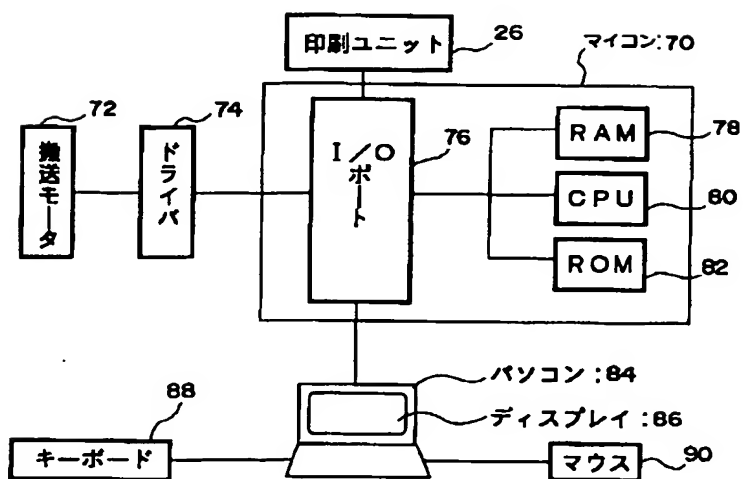 印刷ユニット
26
マイコン:70
72
74
搬送モータ
ドライバ
I/O
ポート
76
RAM
78
CPU
80
ROM
82
パソコン:84
ディスプレイ:86
88
キーボード
マウス
90